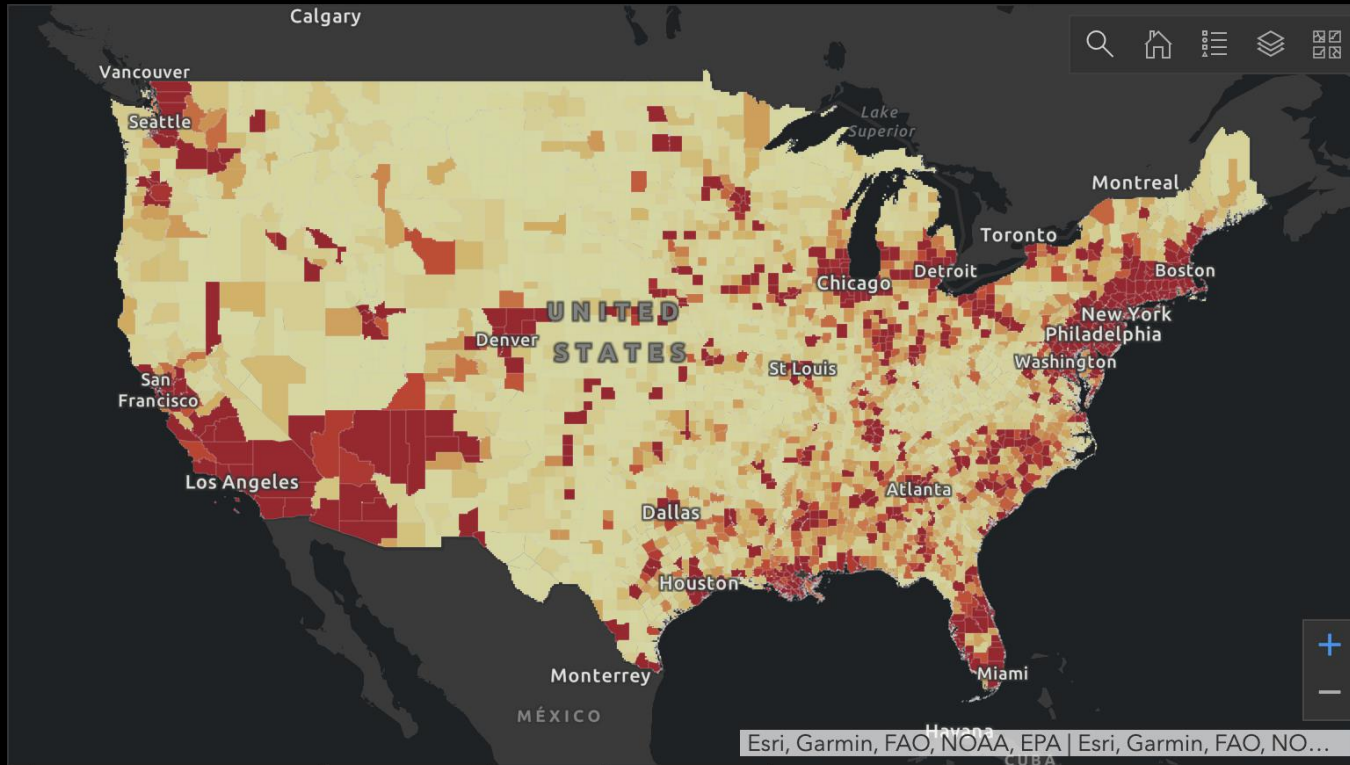 Calgary
Vancouver
Seattle
Lake
Superior
Montreal
Toronto
Detroit
Boston
Chicago
New York
Philadelphia
UNITED
STATES
Denver
St Louis
Washington
San
Francisco
Los Angeles
Atlanta
Dallas
Houston
Monterrey
Miami
MÉXICO
Havana
Esri, Garmin, FAO, NOAA, EPA | Esri, Garmin, FAO, NO...
CUBA